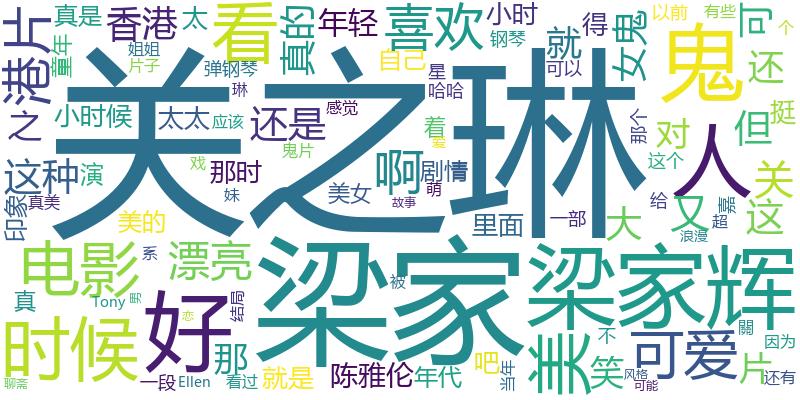 关之琳
梁家
梁家辉
鬼
人
好
看
电影
时候
可爱
美
喜欢
港片
香港
真是
太
年轻
真的
小时
钢琴
得
就
女鬼
以前
有些
可
个
还
挺
但
对
姐姐
片子
童年
弹钢琴
自己
星
哈哈
可以
琳
感觉
小时候
太太
应该
还是
着
爱
那个
之
这种
演
那时
鬼片
啊
剧情
萌
这个
关
戏
妹
美女
故事
印象
真美
美的
里面
一部
给
超
嘉
浪漫
大
又
这
系
漂亮
被
真
Tony
男
恋
结局
不
關
因为
聊斋
一段
Ellen
那
看过
就是
陈雅伦
年代
吧
当年
笑
风格
可能
片
还有